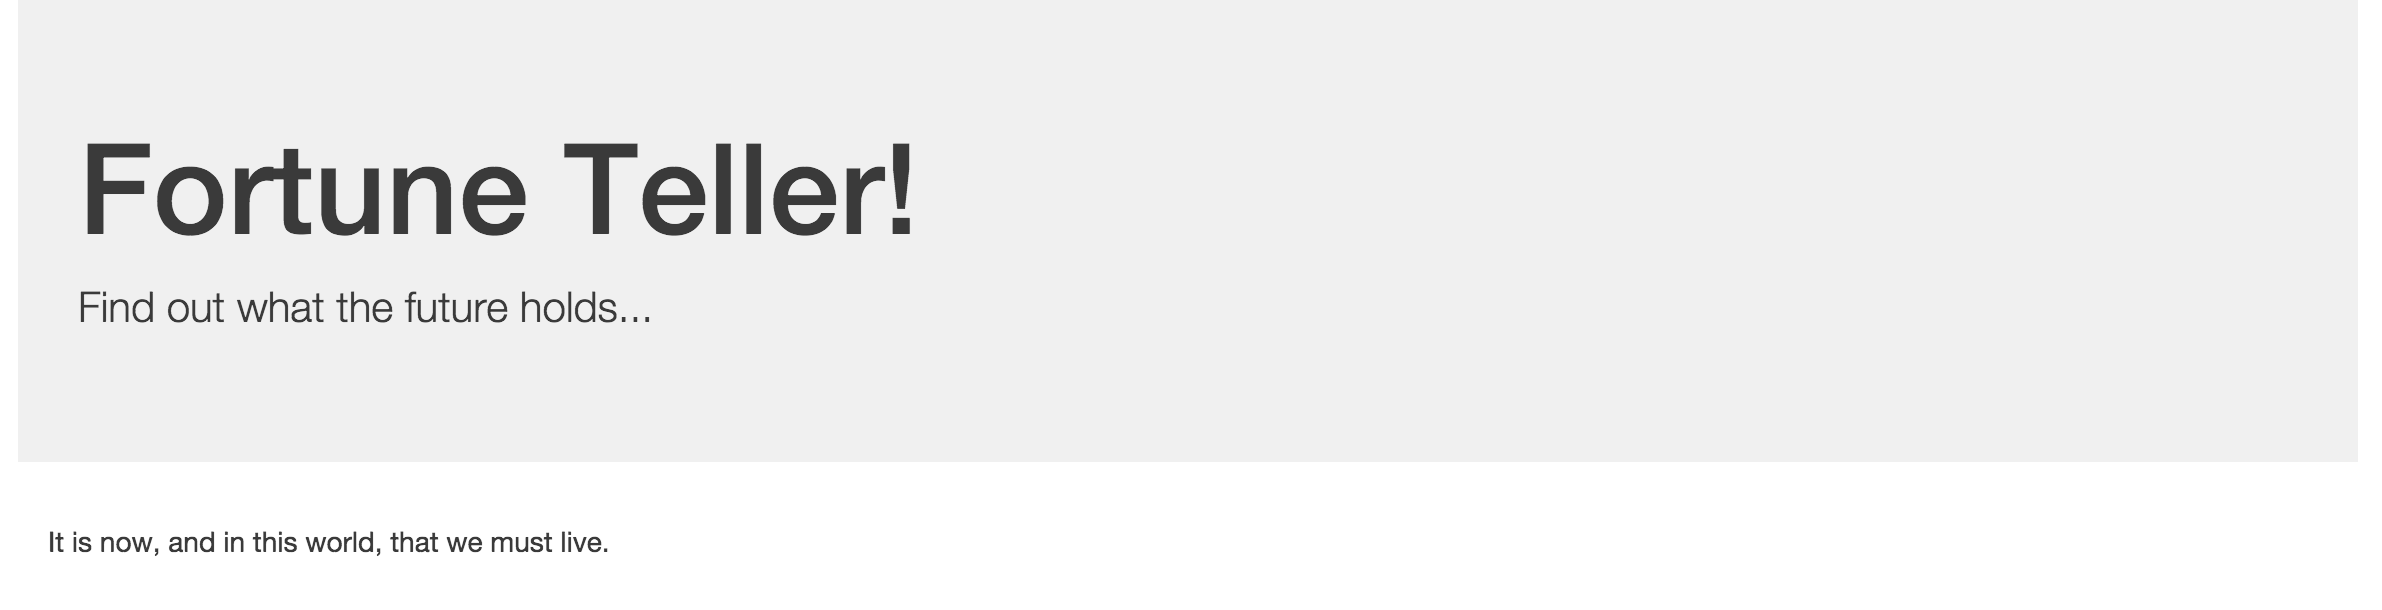 Fortune Teller!
Find out what the future holds...
It is now, and in this world, that we must live.